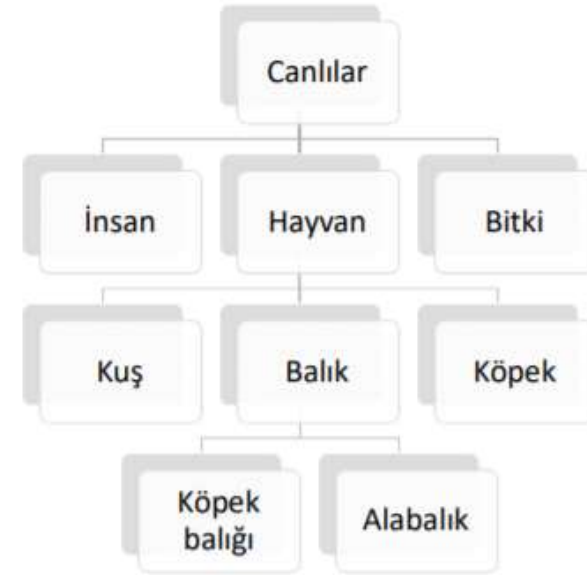 Canlılar
İnsan
Hayvan
Bitki
Kuş
Balık
Köpek
Köpek
balığı
Alabalık